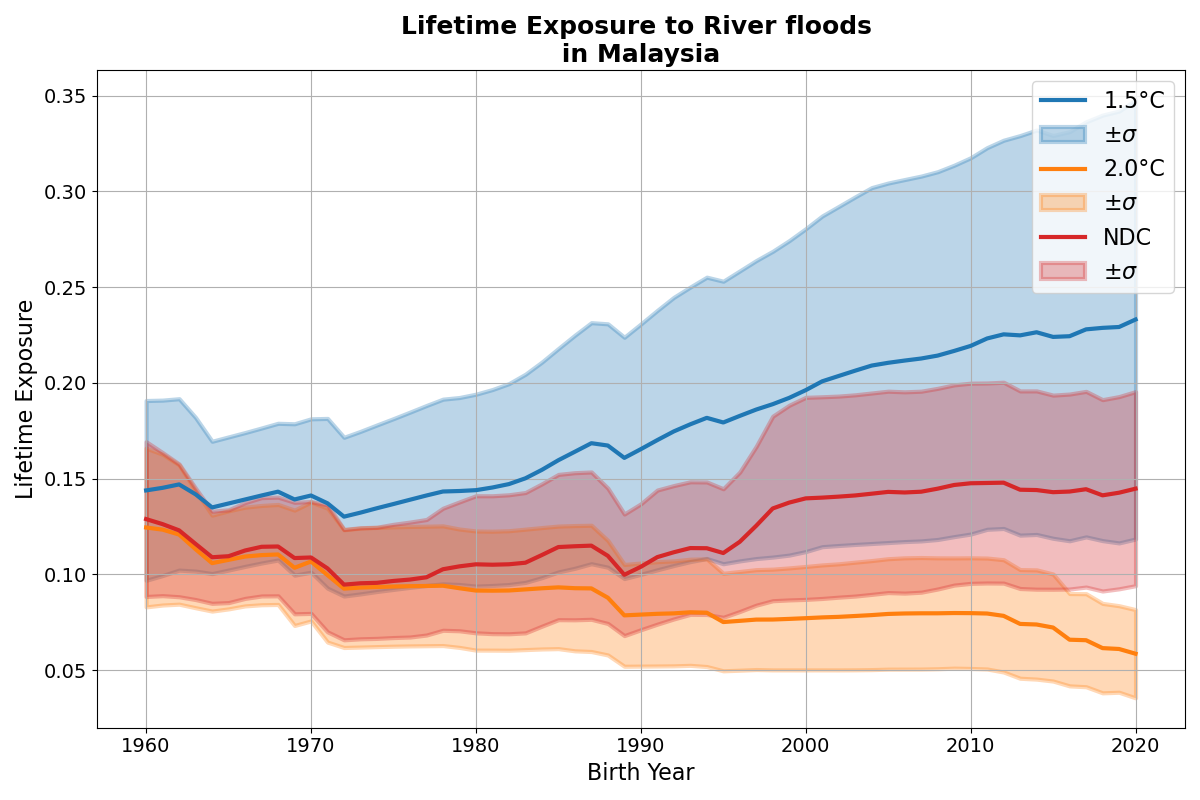 Lifetime Exposure to River floods
in Malaysia
Lifetime Exposure
0.35
0.30
0.25
0.20
0.15
0.10
0.05
1960
1970
1980
1990
2000
2010
2020
Birth Year
1.5°C
±σ
2.0°C
±σ
NDC
±σ